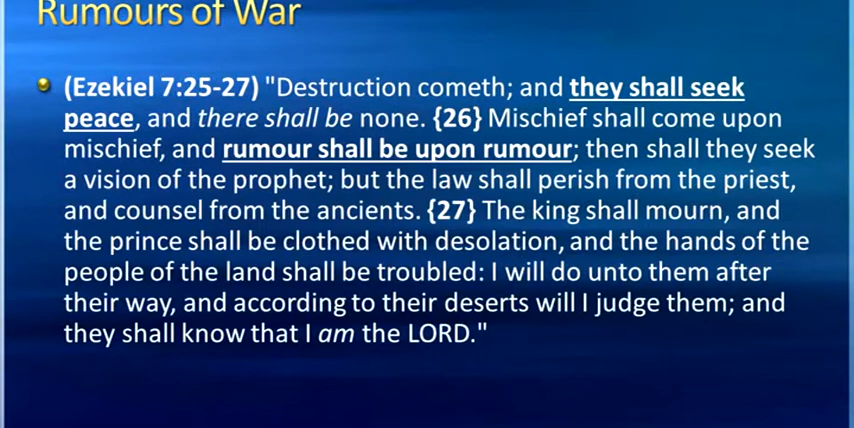 Rumours of War
(Ezekiel 7:25-27) "Destruction cometh; and they shall seek
peace, and there shall be none. {26} Mischief shall come upon
mischief, and rumour shall be upon rumour; then shall they seek
a vision of the prophet; but the law shall perish from the priest,
and counsel from the ancients. {27} The king shall mourn, and
the prince shall be clothed with desolation, and the hands of the
people of the land shall be troubled: I will do unto them after
their way, and according to their deserts will I judge them; and
they shall know that I am the LORD."